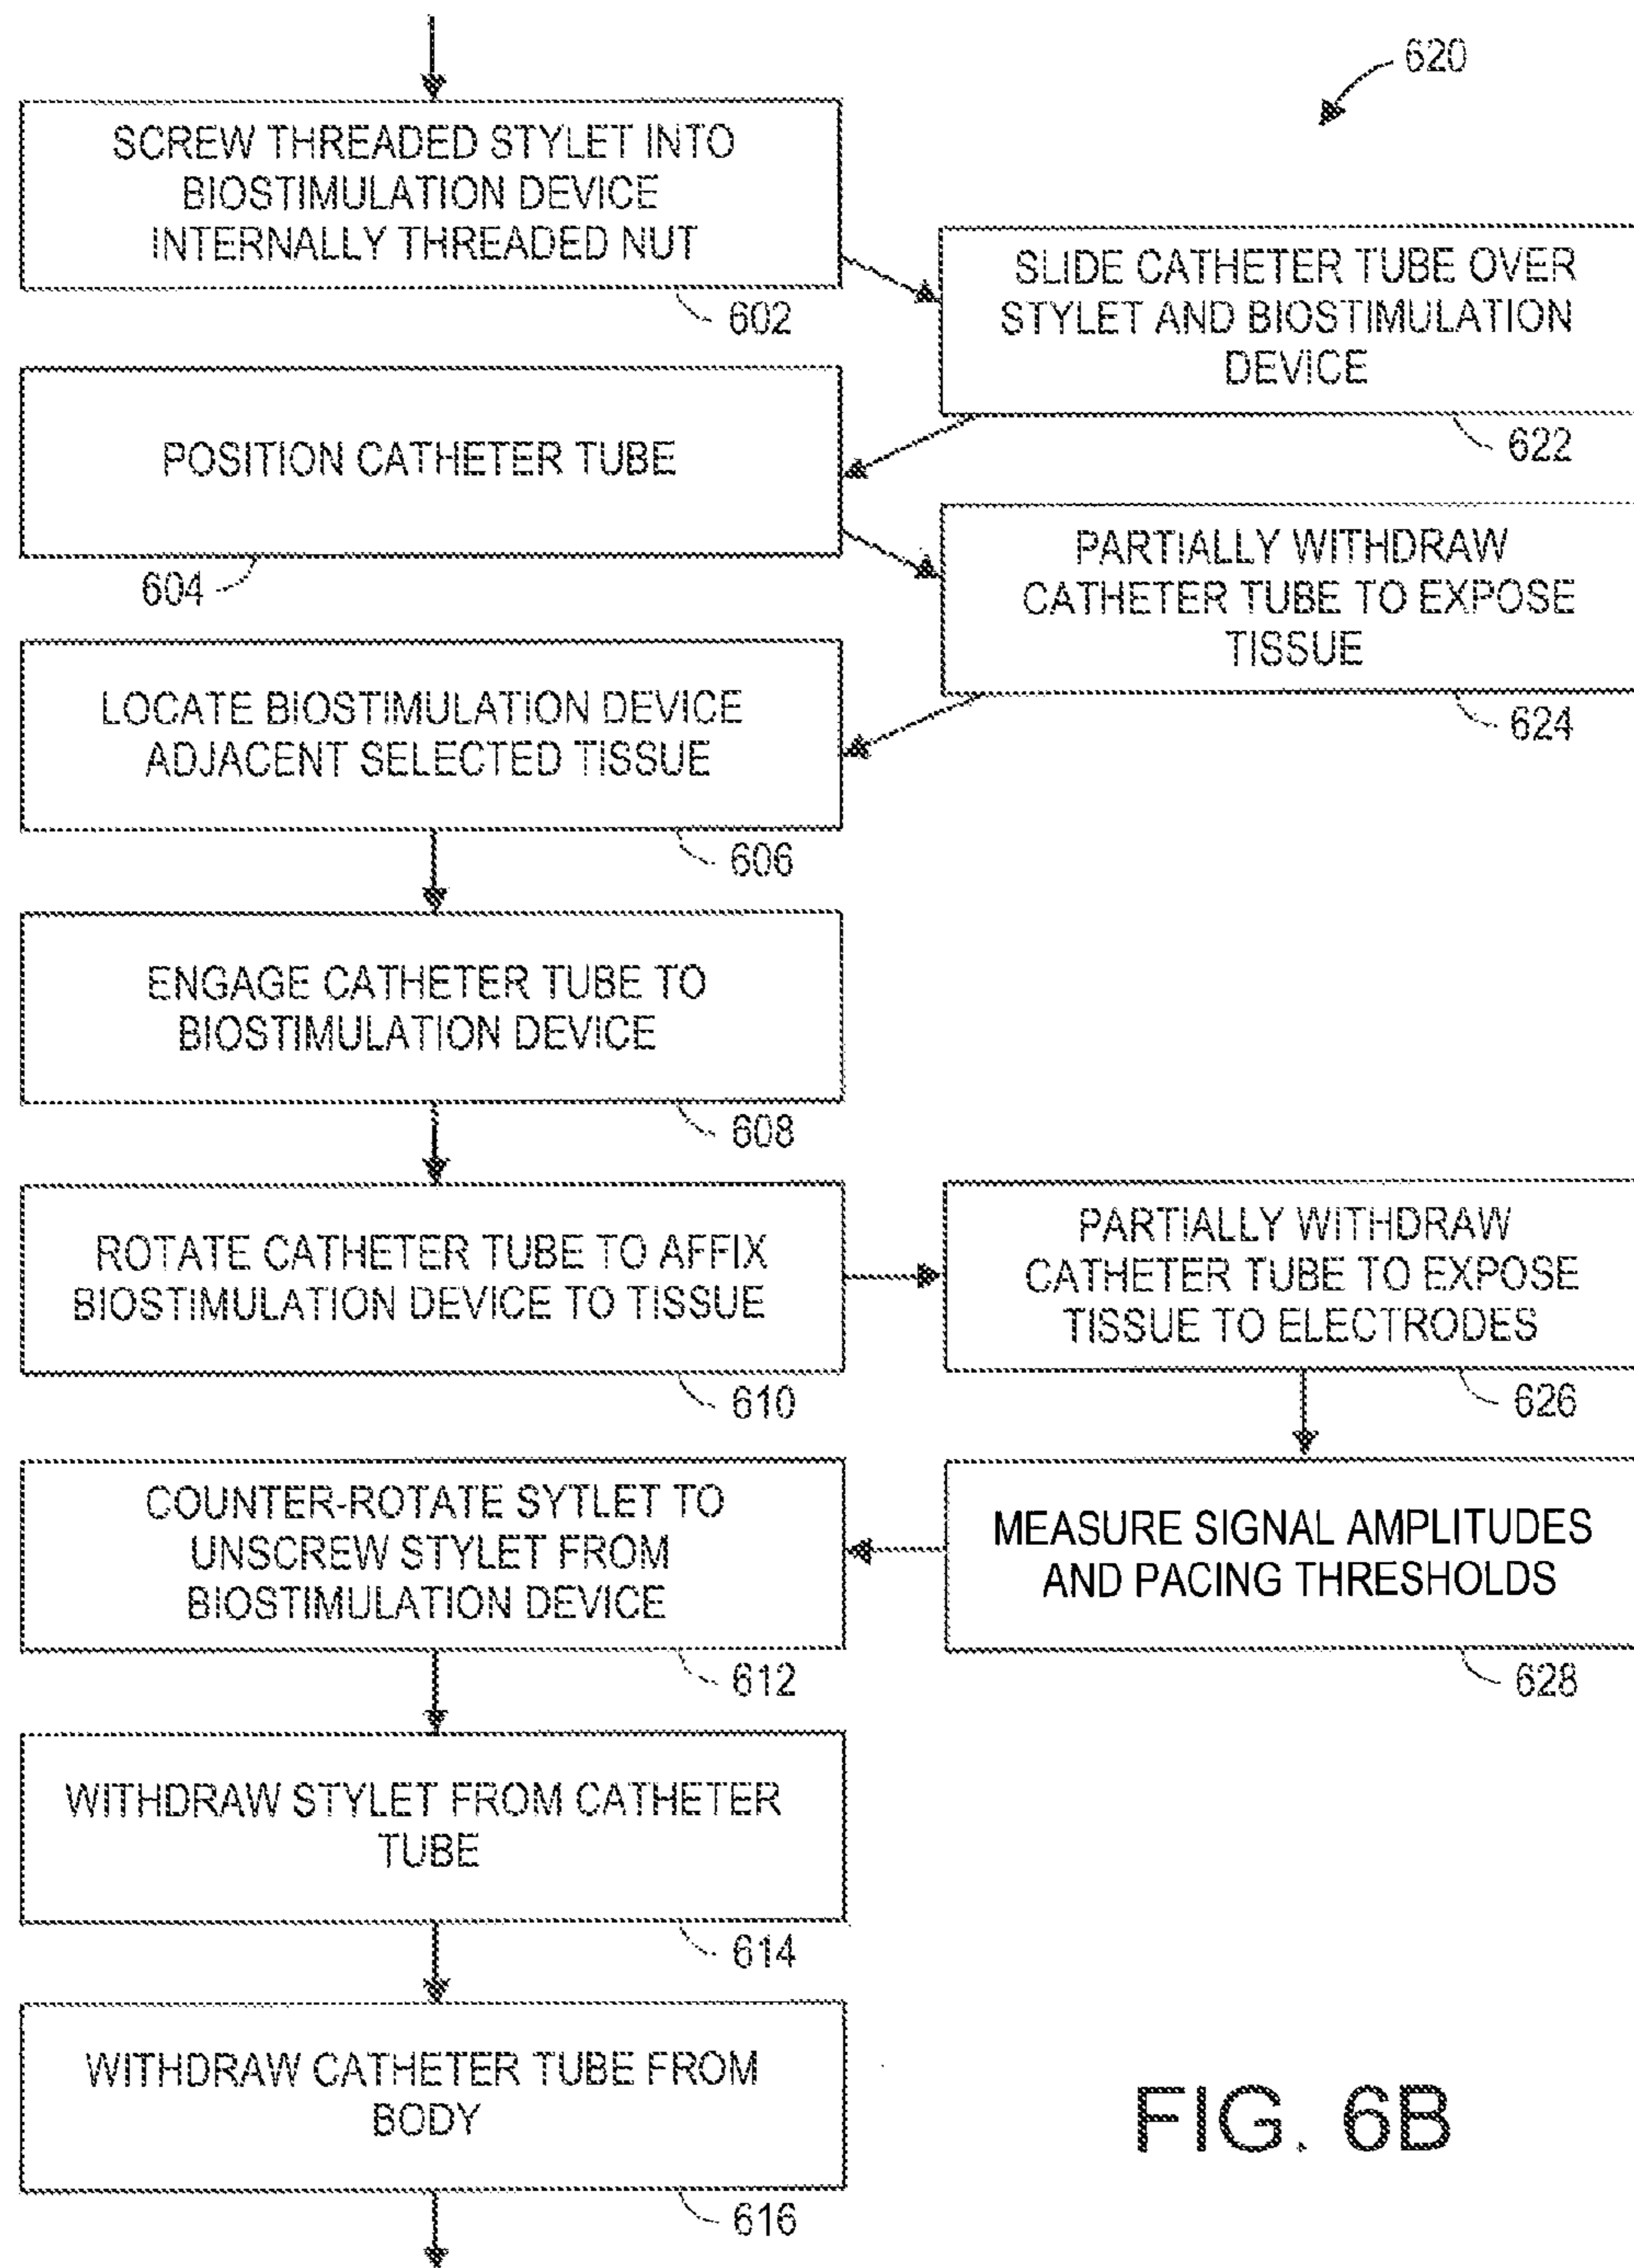 620
SCREW THREADED STYLET INTO
BIOSTIMULATION DEVICE
INTERNALLY THREADED NUT
602
SLIDE CATHETER TUBE OVER
STYLET AND BIOSTIMULATION
DEVICE
622
POSITION CATHETER TUBE
604
PARTIALLY WITHDRAW
CATHETER TUBE TO EXPOSE
TISSUE
624
LOCATE BIOSTIMULATION DEVICE
ADJACENT SELECTED TISSUE
606
ENGAGE CATHETER TUBE TO
BIOSTIMULATION DEVICE
608
ROTATE CATHETER TUBE TO AFFIX
BIOSTIMULATION DEVICE TO TISSUE
610
PARTIALLY WITHDRAW
CATHETER TUBE TO EXPOSE
TISSUE TO ELECTRODES
626
MEASURE SIGNAL AMPLITUDES
AND PACING THRESHOLDS
628
COUNTER-ROTATE SYTLET TO
UNSCREW STYLET FROM
BIOSTIMULATION DEVICE
612
WITHDRAW STYLET FROM CATHETER
TUBE
614
WITHDRAW CATHETER TUBE FROM
BODY
616
FIG. 6B